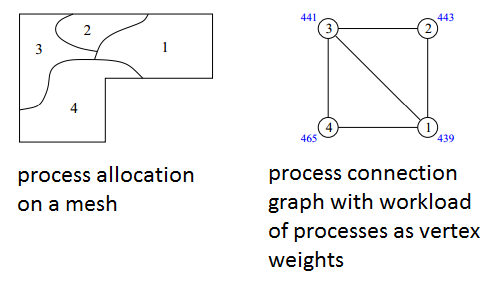 3
2
1
4
process allocation
on a mesh
441
443
3
2
4
1
465
439
process connection
graph with workload
of processes as vertex
weights